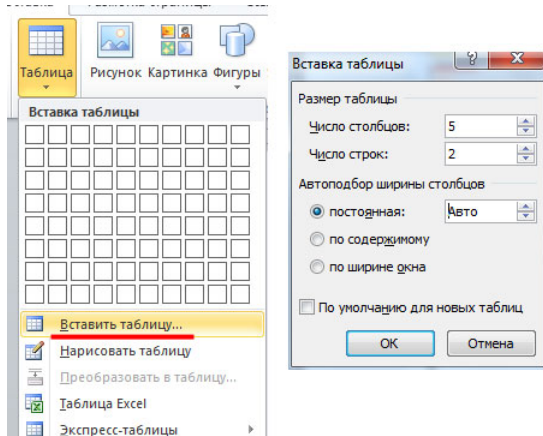 Таблица Рисунок Картинка Фигуры
Вставка таблицы
Вставить таблицу...
Нарисовать таблицу
Преобразовать в таблицу...
Таблица Excel
Экспресс-таблицы
Вставка таблицы
Размер таблицы
Число столбцов: 5
Число строк: 2
Автоподбор ширины столбцов
постоянная: Авто
по содержимому
по ширине окна
По умолчанию для новых таблиц
ОК Отмена